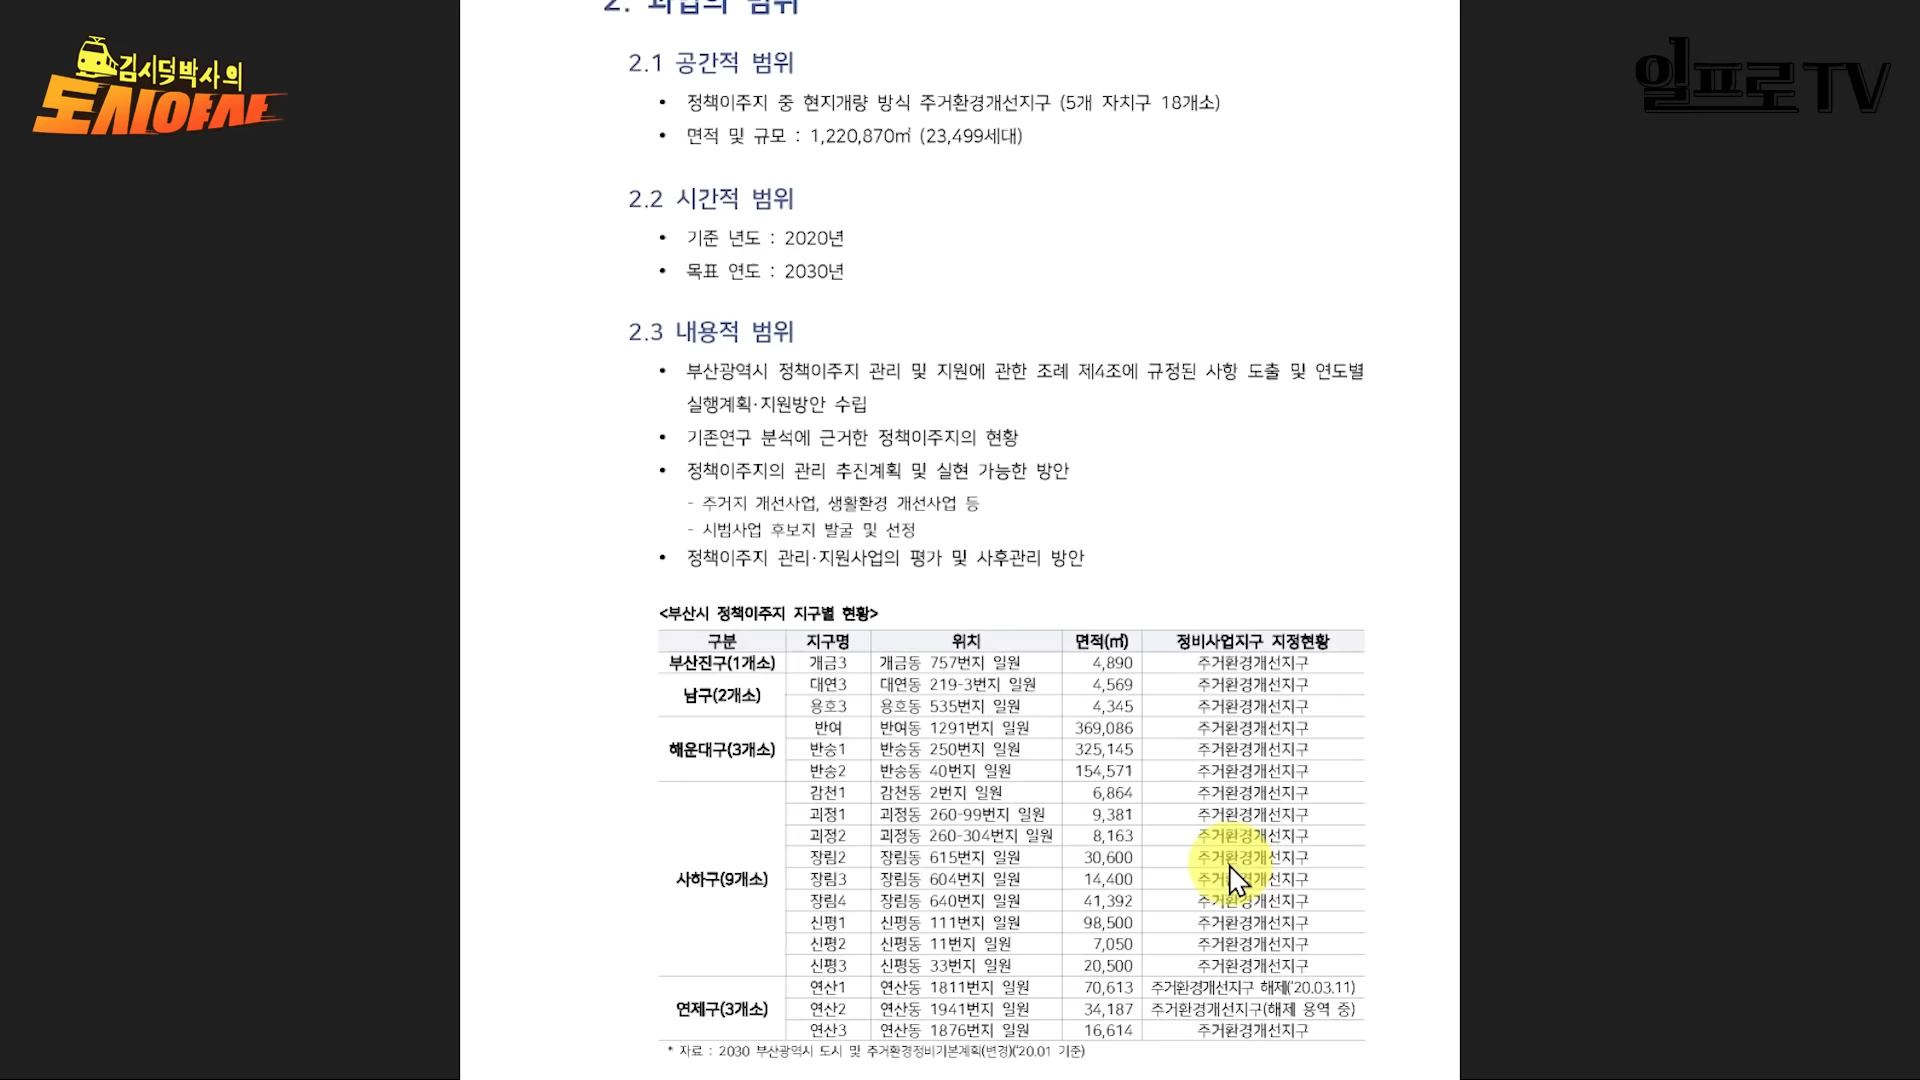 김시덕박사의
도시야사
일프로TV
2. 과업의 범위
2.1 공간적 범위
• 정책이주지 중 현지개량 방식 주거환경개선지구 (5개 자치구 18개소)
• 면적 및 규모 : 1,220,870㎡ (23,499세대)
2.2 시간적 범위
• 기준 년도 : 2020년
• 목표 연도 : 2030년
2.3 내용적 범위
• 부산광역시 정책이주지 관리 및 지원에 관한 조례 제4조에 규정된 사항 도출 및 연도별
실행계획·지원방안 수립
• 기존연구 분석에 근거한 정책이주지의 현황
• 정책이주지의 관리 추진계획 및 실현 가능한 방안
- 주거지 개선사업, 생활환경 개선사업 등
- 시범사업 후보지 발굴 및 선정
• 정책이주지 관리·지원사업의 평가 및 사후관리 방안
<부산시 정책이주지 지구별 현황>
구분 지구명 위치 면적(㎡) 정비사업지구 지정현황
부산진구(1개소) 개금3 개금동 757번지 일원 4,890 주거환경개선지구
남구(2개소) 대연3 대연동 219-3번지 일원 4,569 주거환경개선지구
용호3 용호동 535번지 일원 4,345 주거환경개선지구
해운대구(3개소) 반여 반여동 1291번지 일원 369,086 주거환경개선지구
반송1 반송동 250번지 일원 325,145 주거환경개선지구
반송2 반송동 40번지 일원 154,571 주거환경개선지구
사하구(9개소) 감천1 감천동 2번지 일원 6,864 주거환경개선지구
괴정1 괴정동 260-99번지 일원 9,381 주거환경개선지구
괴정2 괴정동 260-304번지 일원 8,163 주거환경개선지구
장림2 장림동 615번지 일원 30,600 주거환경개선지구
장림3 장림동 604번지 일원 14,400 주거환경개선지구
장림4 장림동 640번지 일원 41,392 주거환경개선지구
신평1 신평동 111번지 일원 98,500 주거환경개선지구
신평2 신평동 11번지 일원 7,050 주거환경개선지구
신평3 신평동 33번지 일원 20,500 주거환경개선지구
연제구(3개소) 연산1 연산동 1811번지 일원 70,613 주거환경개선지구 해제('20.03.11)
연산2 연산동 1941번지 일원 34,187 주거환경개선지구(해제 용역 중)
연산3 연산동 1876번지 일원 16,614 주거환경개선지구
* 자료 : 2030 부산광역시 도시 및 주거환경정비기본계획(변경)('20.01 기준)